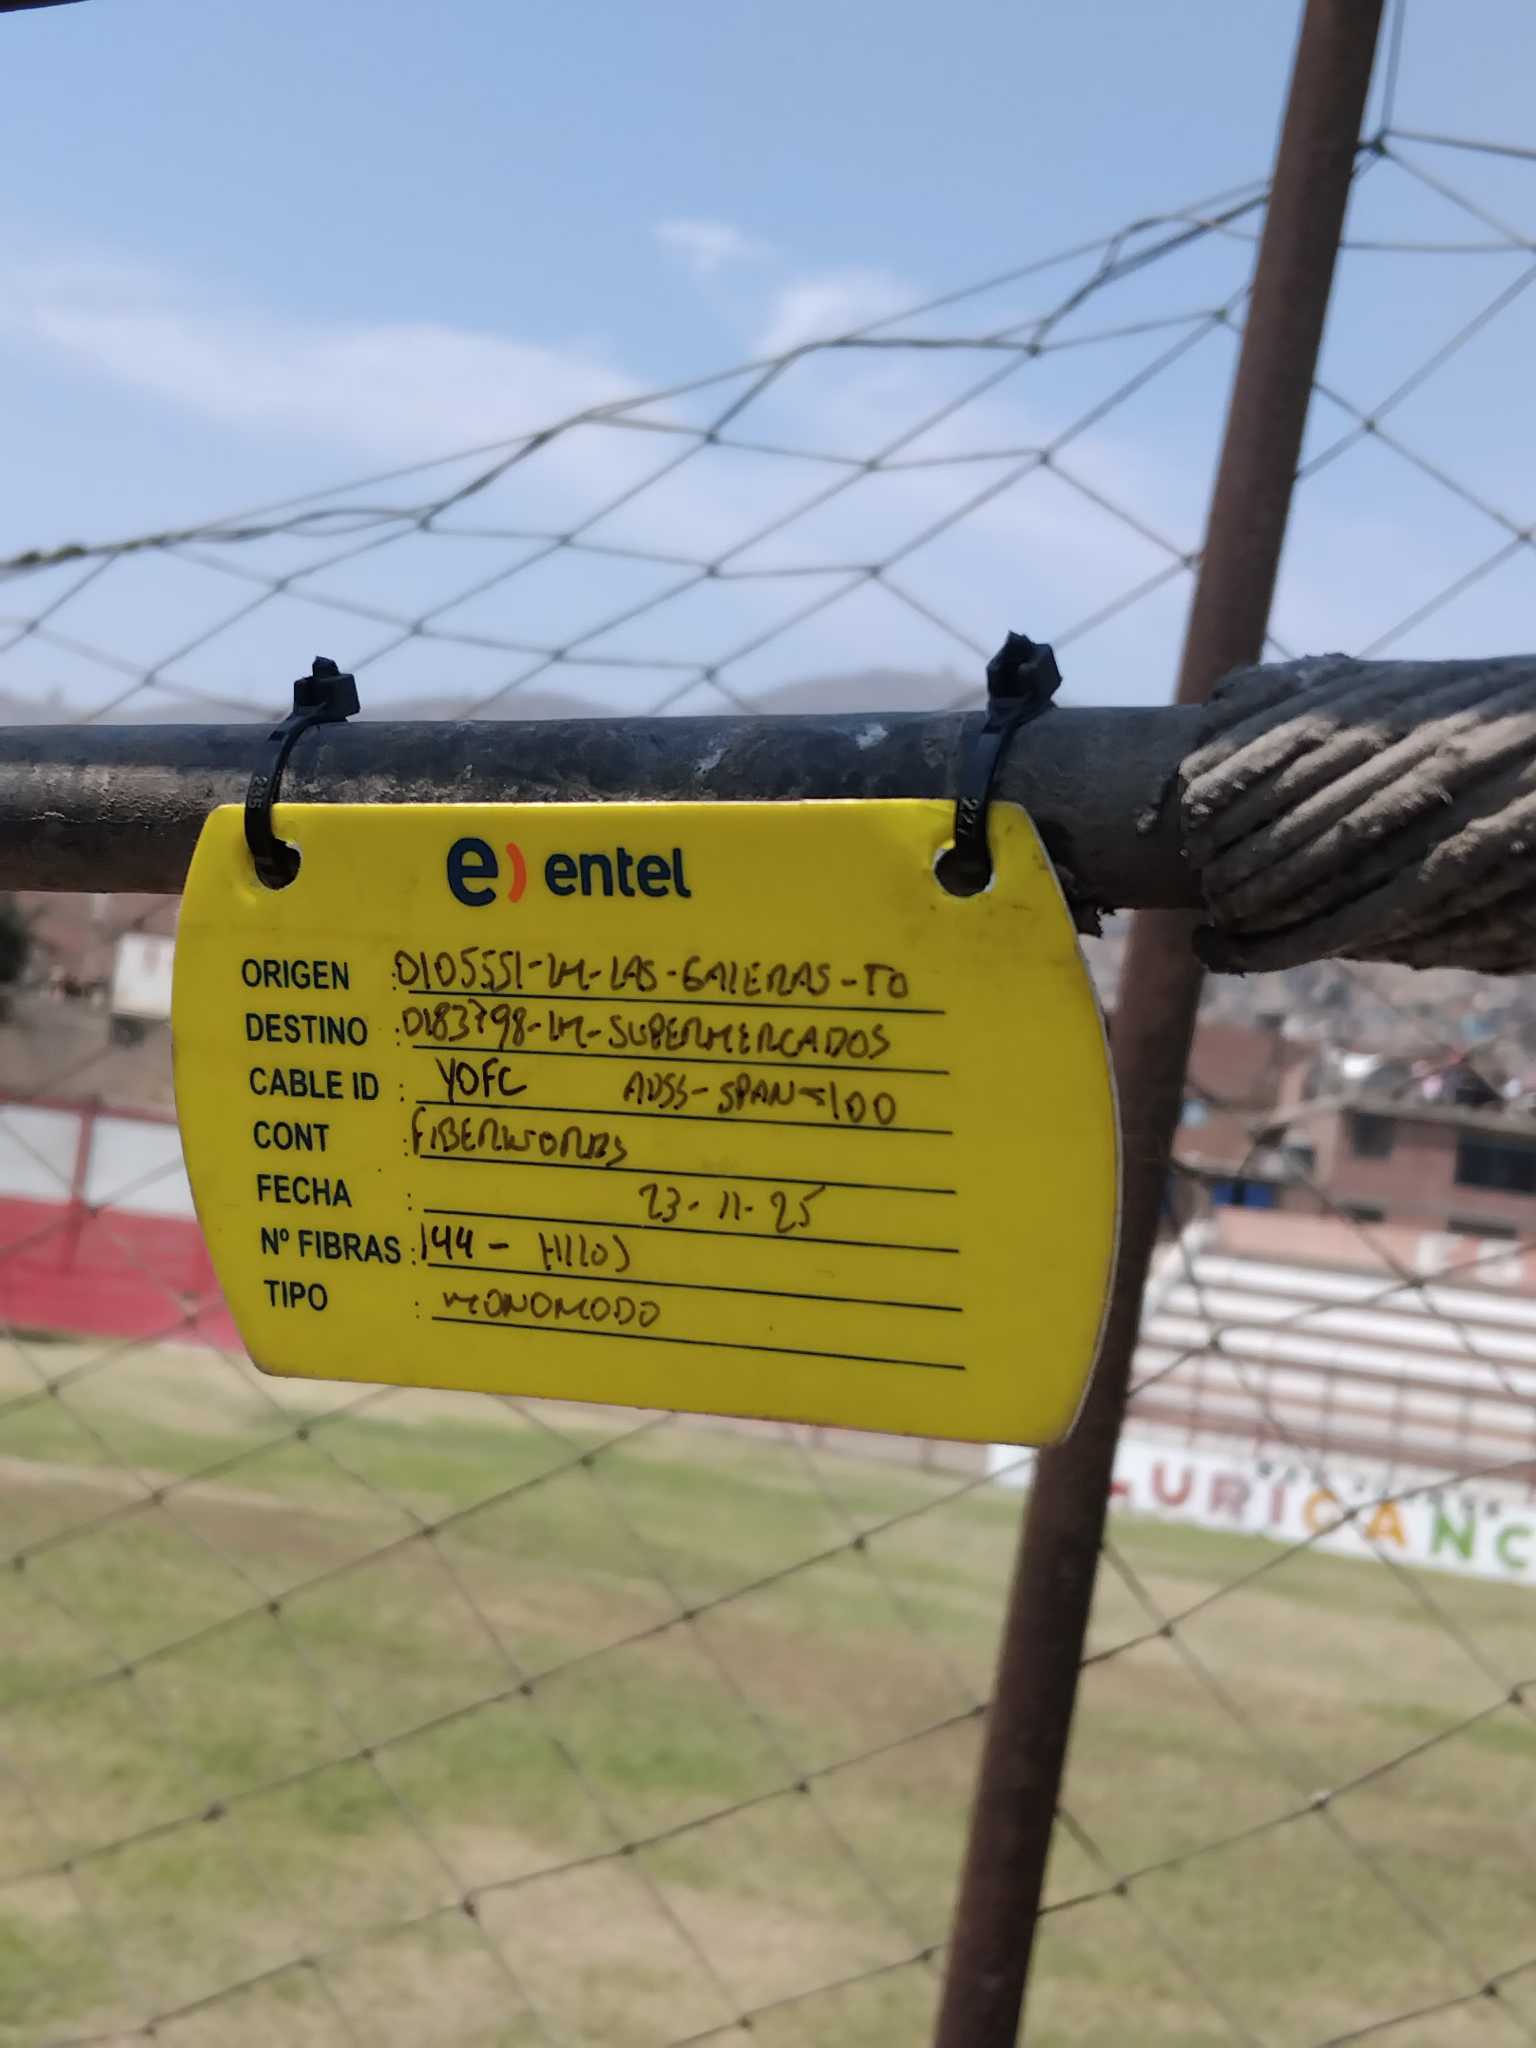 e) entel
ORIGEN : 0105551-LM-LAS-GALERAS-TO
DESTINO : 0183798-LM-SUPERMERCADOS
CABLE ID : YOFC ADSS-SPAN-100
CONT : FIBERWORKS
FECHA : 23-11-25
Nº FIBRAS : 144 - HILOS
TIPO : MONOMODO
LURICANC